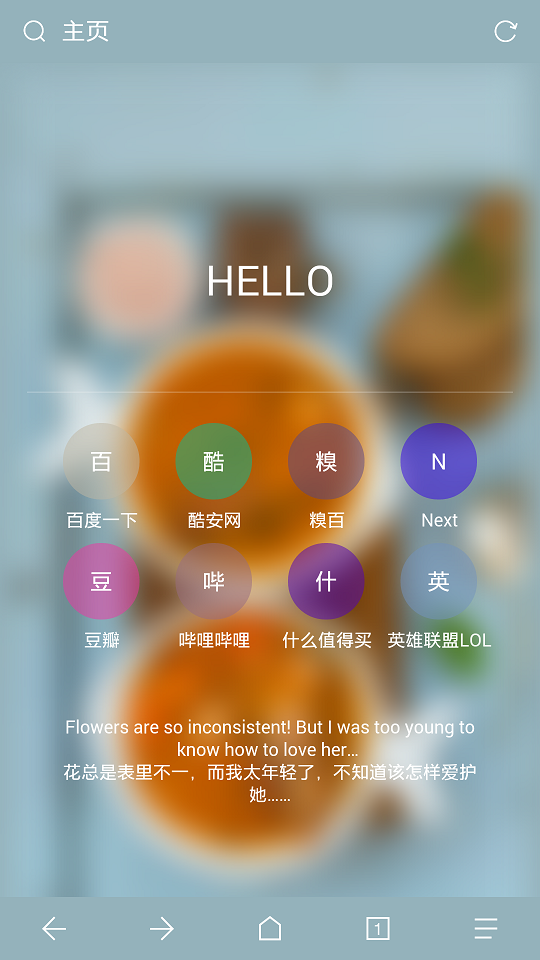 主页
HELLO
百 酷 糗 N
百度一下 酷安网 糗百 Next
豆 哔 什 英
豆瓣 哔哩哔哩 什么值得买 英雄联盟LOL
Flowers are so inconsistent! But I was too young to
know how to love her...
花总是表里不一，而我太年轻了，不知道该怎样爱护
她……
1